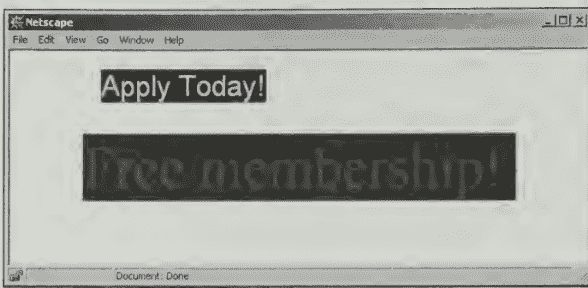 Netscape
File Edit View Go Window Help
Apply Today!
Free membership!
Document: Done